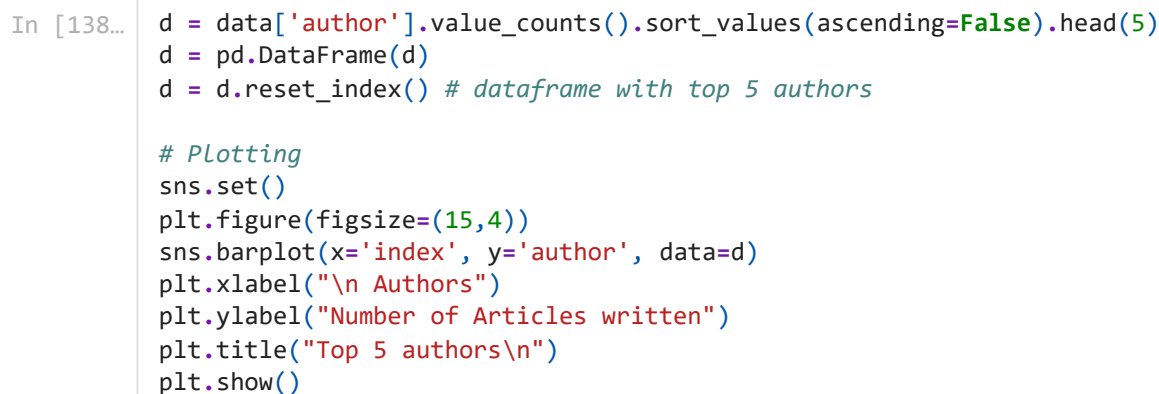 In [138… d = data['author'].value_counts().sort_values(ascending=False).head(5)
d = pd.DataFrame(d)
d = d.reset_index() # dataframe with top 5 authors

# Plotting
sns.set()
plt.figure(figsize=(15,4))
sns.barplot(x='index', y='author', data=d)
plt.xlabel("\n Authors")
plt.ylabel("Number of Articles written")
plt.title("Top 5 authors\n")
plt.show()